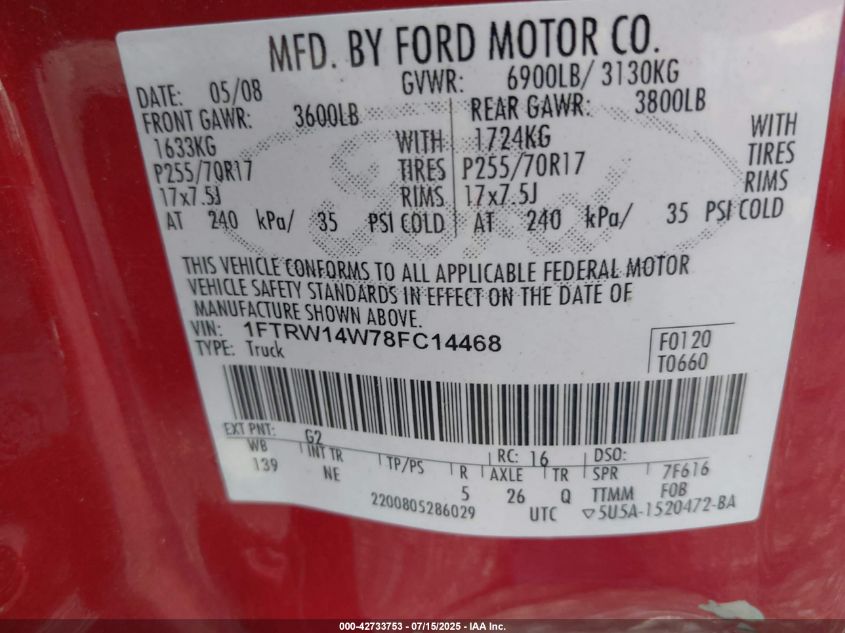 MFD. BY FORD MOTOR CO.
DATE: 05/08 GVWR: 6900LB/ 3130KG
FRONT GAWR: 3600LB REAR GAWR: 3800LB
1633KG WITH 1724KG WITH
P255/70R17 TIRES P255/70R17 TIRES
17x7.5J RIMS 17x7.5J RIMS
AT 240 kPa/ 35 PSI COLD AT 240 kPa/ 35 PSI COLD
Ford
THIS VEHICLE CONFORMS TO ALL APPLICABLE FEDERAL MOTOR
VEHICLE SAFETY STANDARDS IN EFFECT ON THE DATE OF
MANUFACTURE SHOWN ABOVE.
VIN: 1FTRW14W78FC14468 F0120
TYPE: Truck T0660
EXT PNT: G2 RC: 16 DSO:
WB INT TR TP/PS R AXLE TR SPR 7F616
139 NE 5 26 Q TTMM FOB
2200805286029 UTC ▽5U5A-1520472-BA
000-42733753 - 07/15/2025 - IAA Inc.